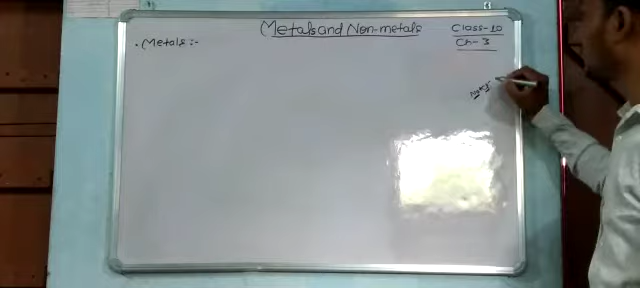 Metals and Non-metals
Class-10
Ch-3
• Metals :-